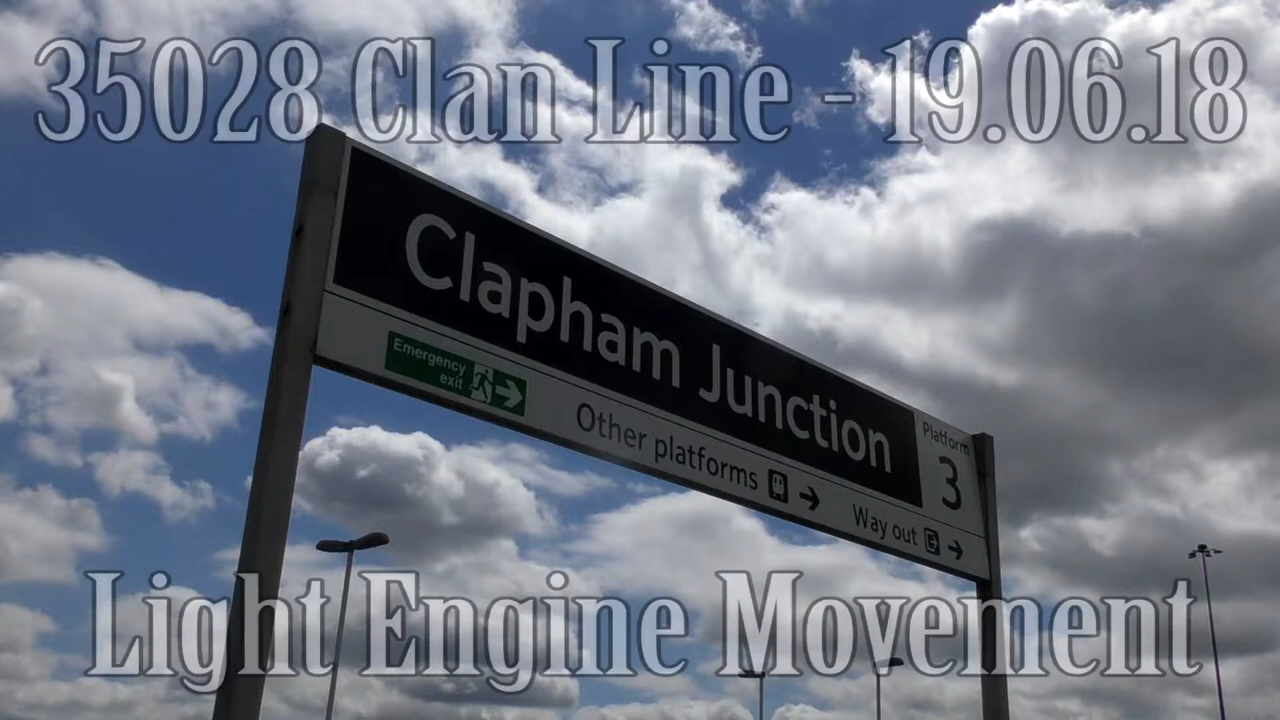 35028 Clan Line - 19.06.18
Clapham Junction
Platform
3
Emergency
exit
Other platforms
Way out
Light Engine Movement